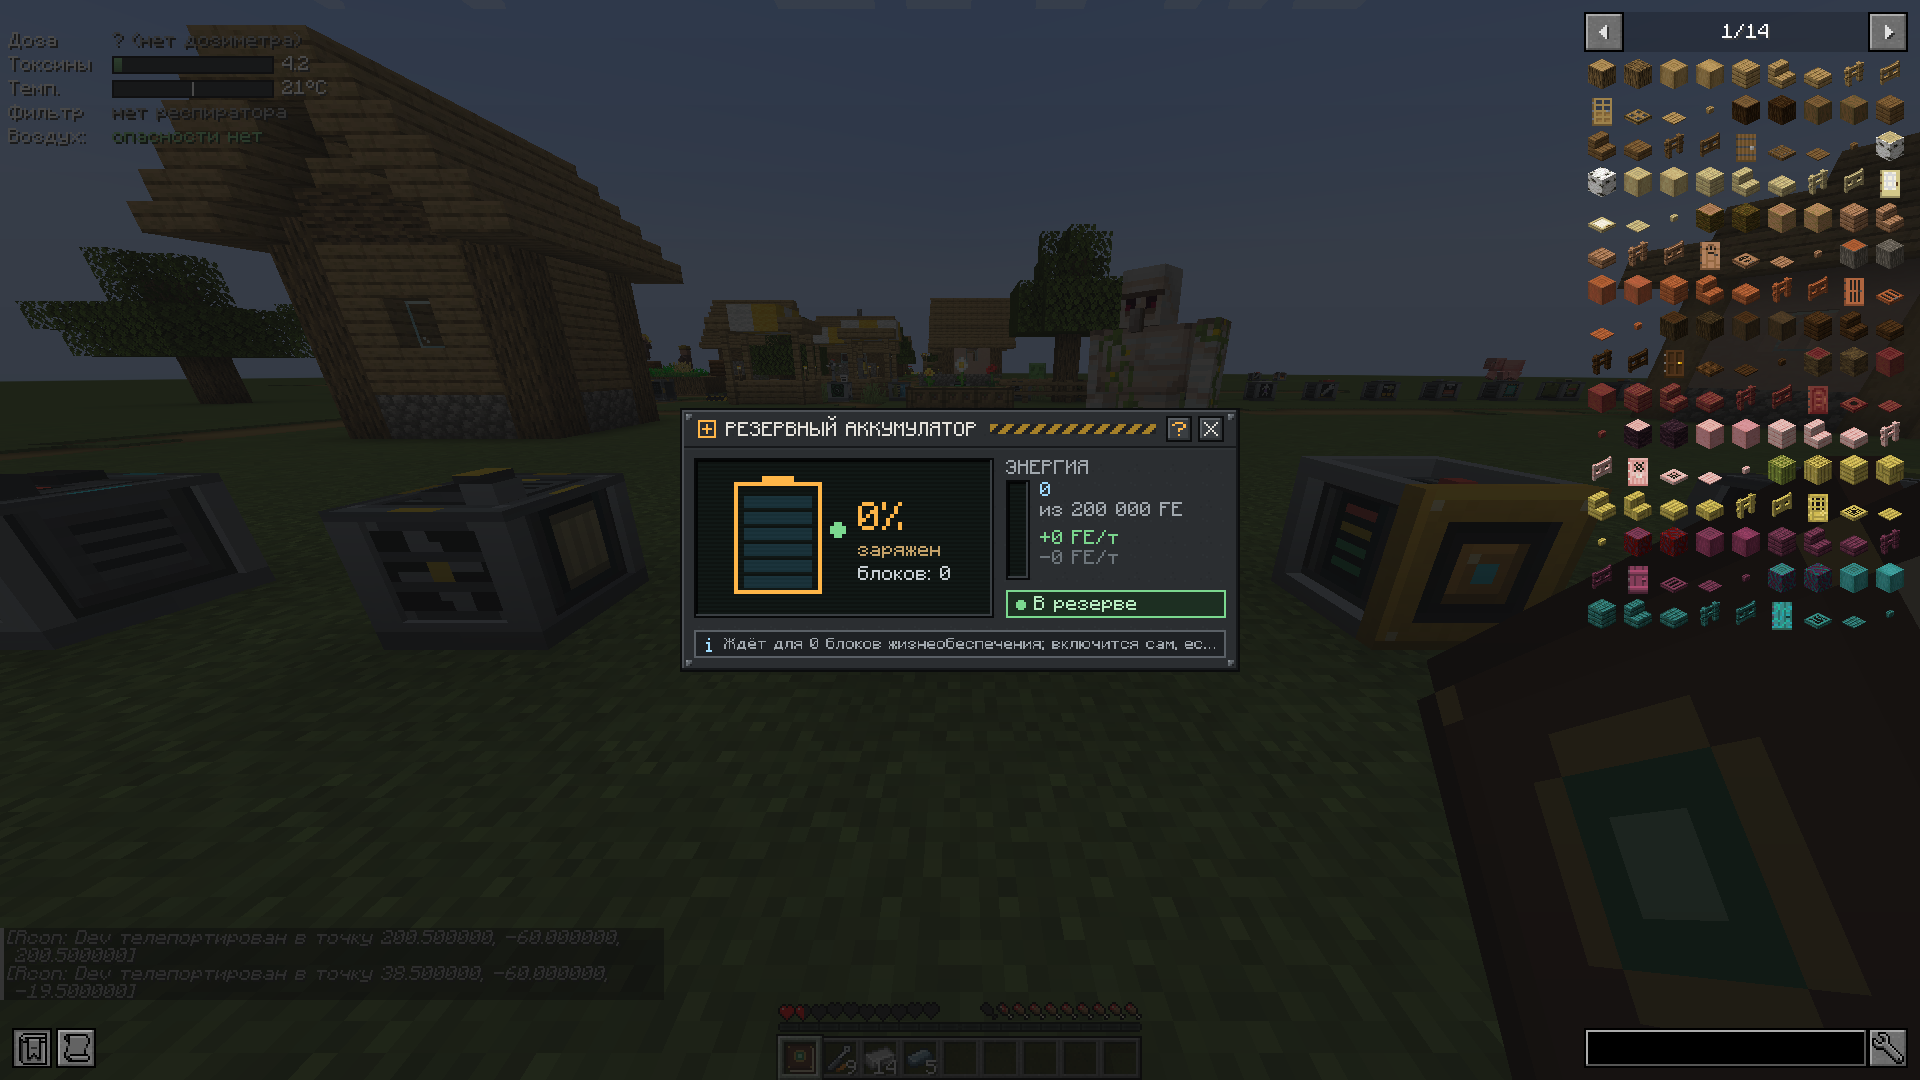 Доза ? (нет дозиметра)
Токсины 4.2
Темп. 21°C
Фильтр нет респиратора
Воздух: опасности нет
1/14
РЕЗЕРВНЫЙ АККУМУЛЯТОР ?
ЭНЕРГИЯ
0
из 200 000 FE
+0 FE/т
-0 FE/т
0%
заряжен
блоков: 0
В резерве
i Ждёт для 0 блоков жизнеобеспечения; включится сам, ес...
[Rcon: Dev телепортирован в точку 200.500000, -60.000000,
200.500000]
[Rcon: Dev телепортирован в точку 38.500000, -60.000000,
-19.500000]
9
14
5